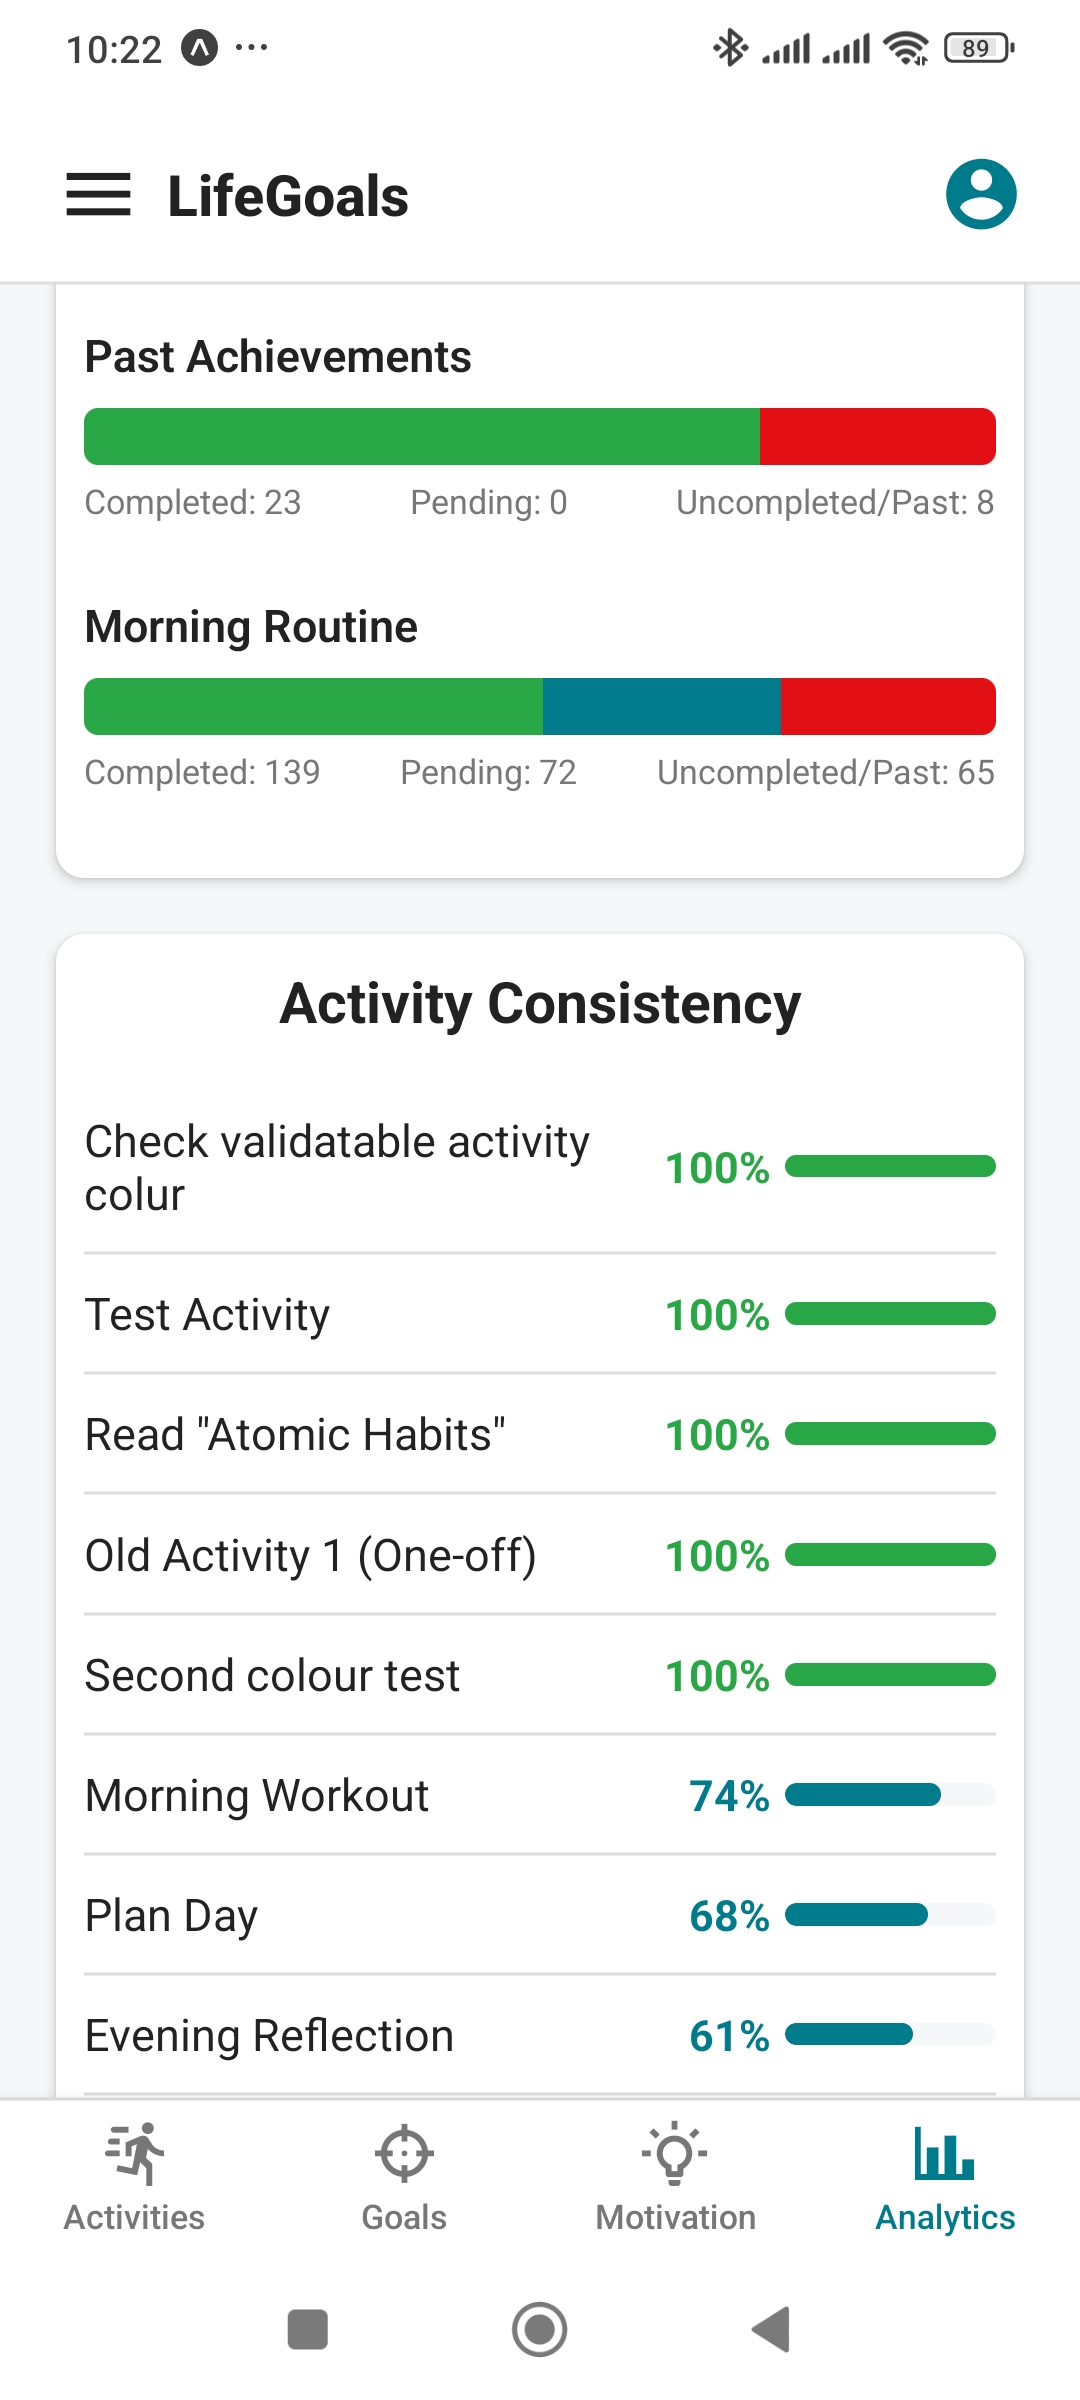 10:22
89
LifeGoals
Past Achievements
Completed: 23 Pending: 0 Uncompleted/Past: 8
Morning Routine
Completed: 139 Pending: 72 Uncompleted/Past: 65
Activity Consistency
Check validatable activity
colur
100%
Test Activity 100%
Read "Atomic Habits" 100%
Old Activity 1 (One-off) 100%
Second colour test 100%
Morning Workout 74%
Plan Day 68%
Evening Reflection 61%
Activities Goals Motivation Analytics